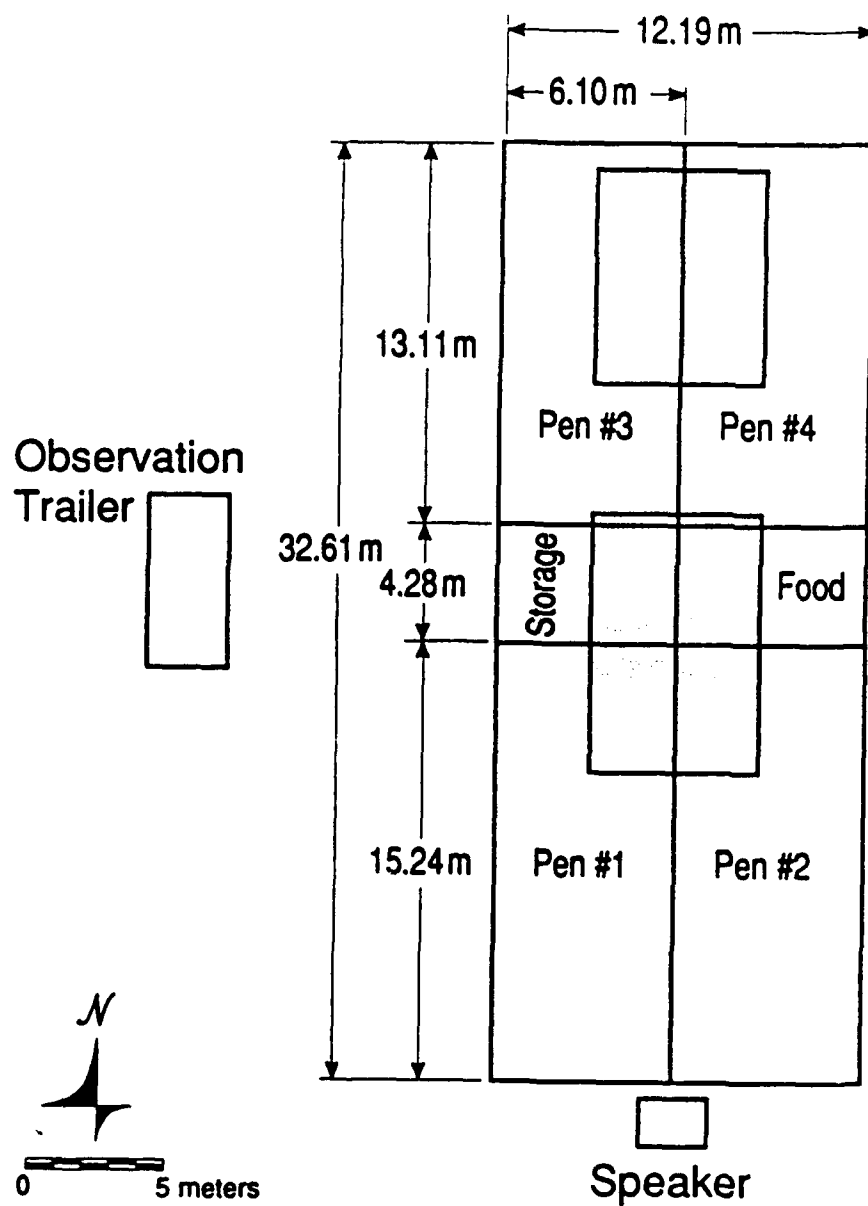 12.19 m
6.10 m
13.11 m
Pen #3
Pen #4
Observation
Trailer
32.61 m
4.28 m
Storage
Food
15.24 m
Pen #1
Pen #2
N
0
5 meters
Speaker